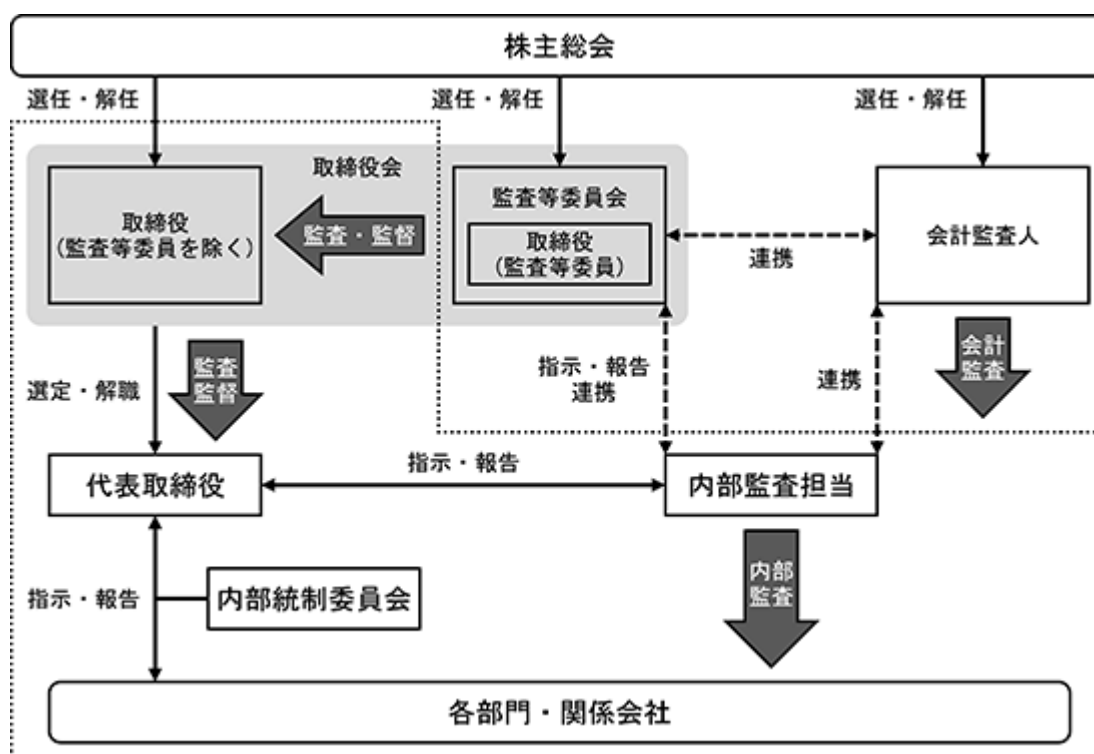 株主総会
選任・解任
選任・解任
選任・解任
取締役会
取締役
(監査等委員を除く)
監査・監督
監査等委員会
取締役
(監査等委員)
連携
会計監査人
選定・解職
監査
監督
指示・報告
連携
連携
会計
監査
代表取締役
指示・報告
内部監査担当
指示・報告
内部統制委員会
内部
監査
各部門・関係会社